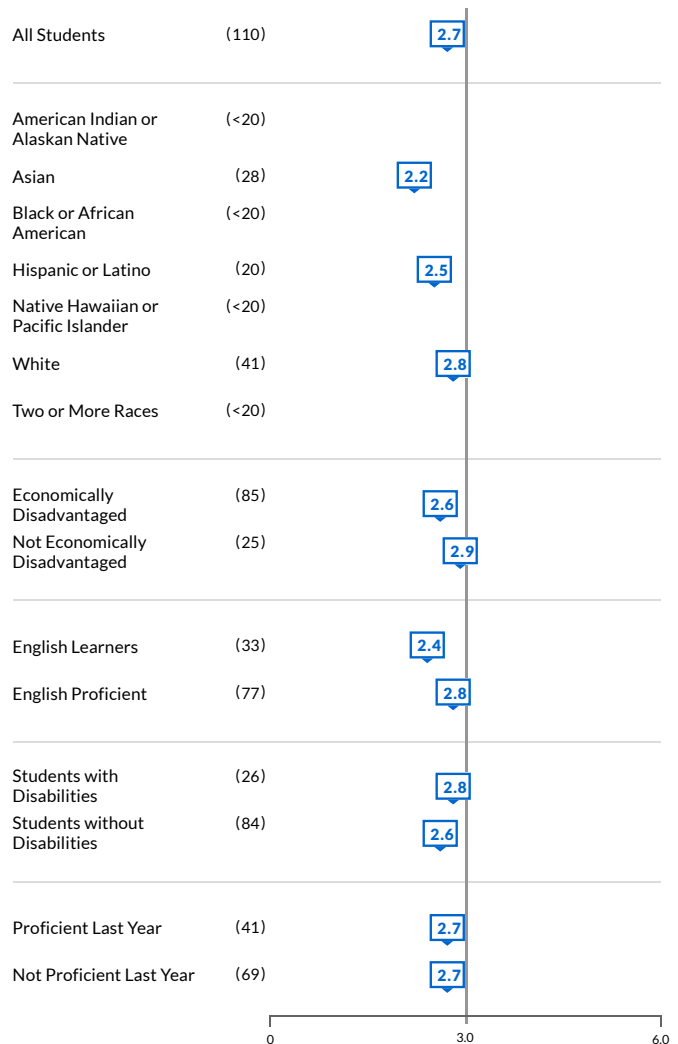 All Students (110) 2.7
American Indian or (<20)
Alaskan Native
Asian (28) 2.2
Black or African (<20)
American
Hispanic or Latino (20) 2.5
Native Hawaiian or (<20)
Pacific Islander
White (41) 2.8
Two or More Races (<20)
Economically (85) 2.6
Disadvantaged
Not Economically (25) 2.9
Disadvantaged
English Learners (33) 2.4
English Proficient (77) 2.8
Students with (26) 2.8
Disabilities
Students without (84) 2.6
Disabilities
Proficient Last Year (41) 2.7
Not Proficient Last Year (69) 2.7
0 3.0 6.0